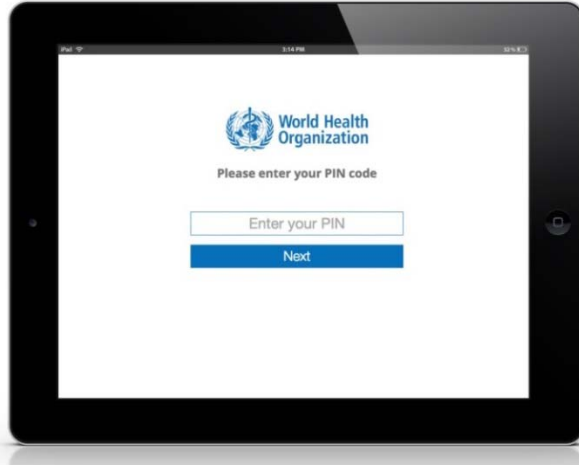 iPad 3:14 PM
World Health
Organization
Please enter your PIN code
Enter your PIN
Next